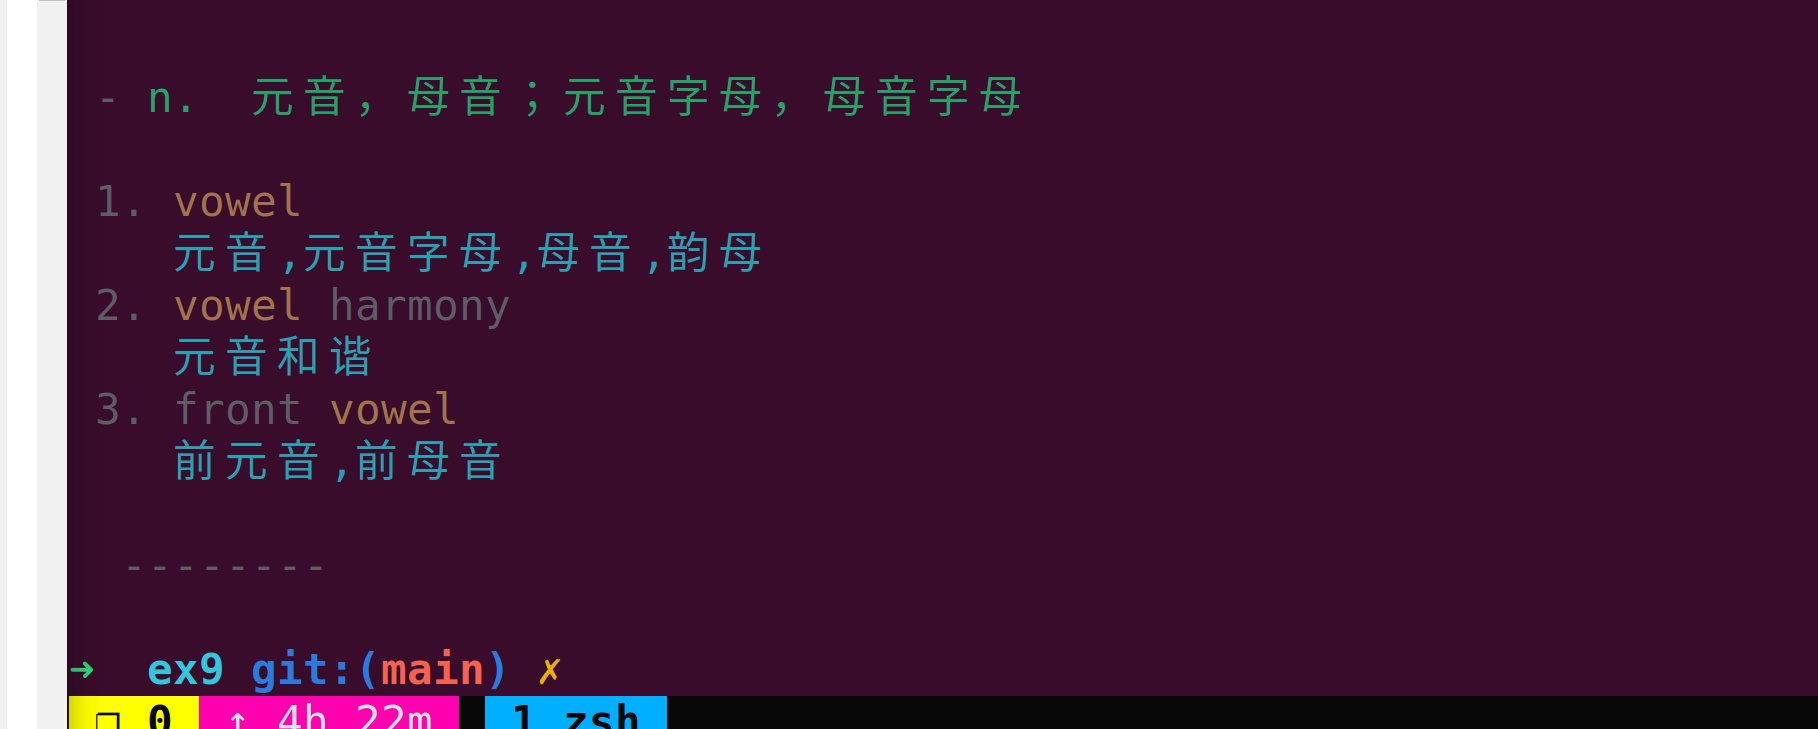 - n.  元音，母音；元音字母，母音字母
1. vowel
元音,元音字母,母音,韵母
2. vowel harmony
元音和谐
3. front vowel
前元音,前母音
--------
➜  ex9 git:(main) ✗
❐ 0  ↑ 4h 22m  1 zsh